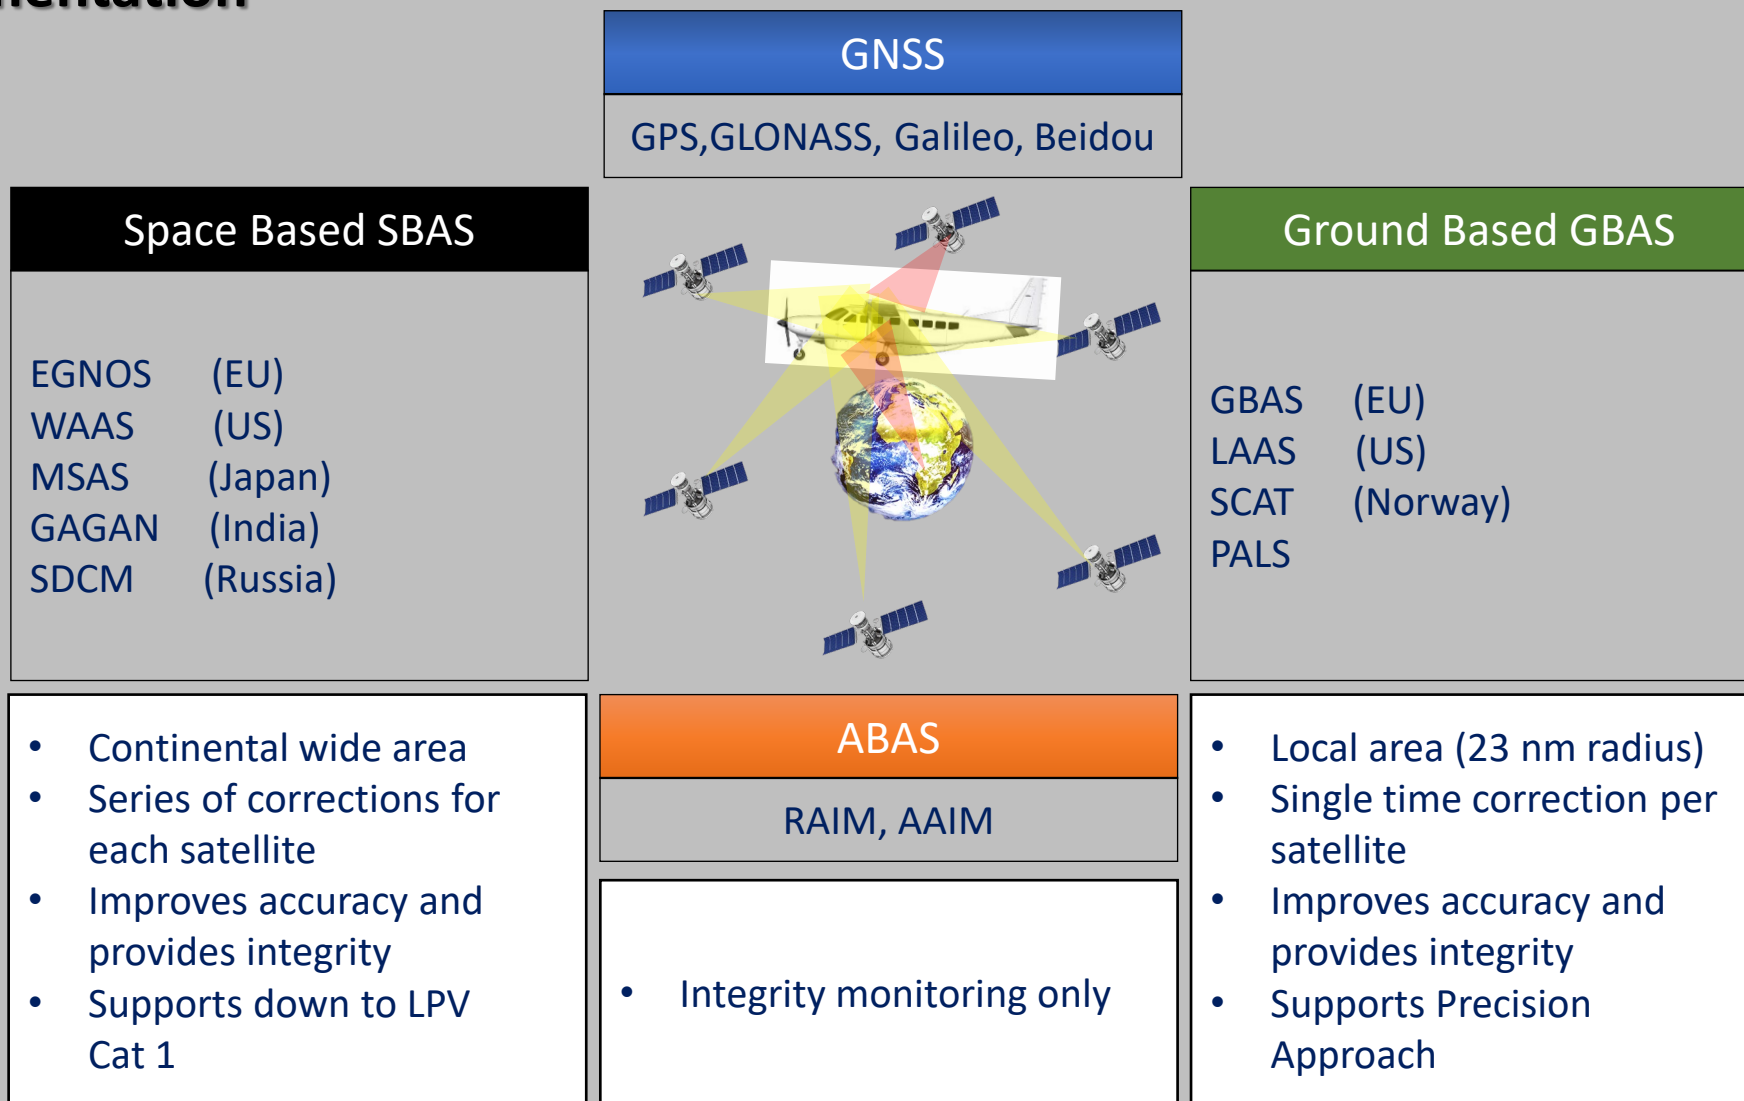 GNSS
GPS,GLONASS, Galileo, Beidou
Space Based SBAS
EGNOS (EU)
WAAS (US)
MSAS (Japan)
GAGAN (India)
SDCM (Russia)
Ground Based GBAS
GBAS (EU)
LAAS (US)
SCAT (Norway)
PALS
• Continental wide area
• Series of corrections for
each satellite
• Improves accuracy and
provides integrity
• Supports down to LPV
Cat 1
ABAS
RAIM, AAIM
• Integrity monitoring only
• Local area (23 nm radius)
• Single time correction per
satellite
• Improves accuracy and
provides integrity
• Supports Precision
Approach